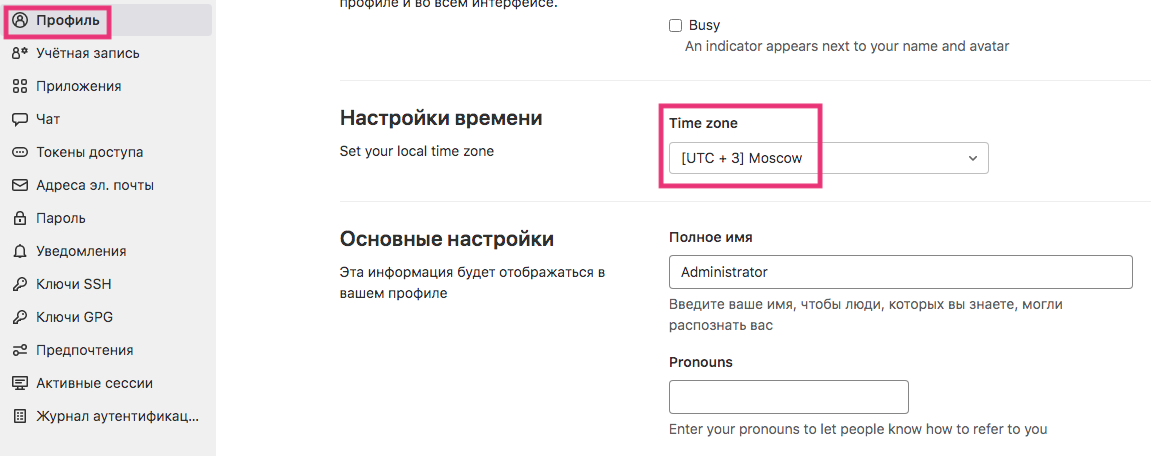 Профиль
Учётная запись
Приложения
Чат
Токены доступа
Адреса эл. почты
Пароль
Уведомления
Ключи SSH
Ключи GPG
Предпочтения
Активные сессии
Журнал аутентификац...
профиле и во всем интерфейсе.
Busy
An indicator appears next to your name and avatar
Настройки времени
Set your local time zone
Time zone
[UTC + 3] Moscow
Основные настройки
Эта информация будет отображаться в
вашем профиле
Полное имя
Administrator
Введите ваше имя, чтобы люди, которых вы знаете, могли
распознать вас
Pronouns
Enter your pronouns to let people know how to refer to you